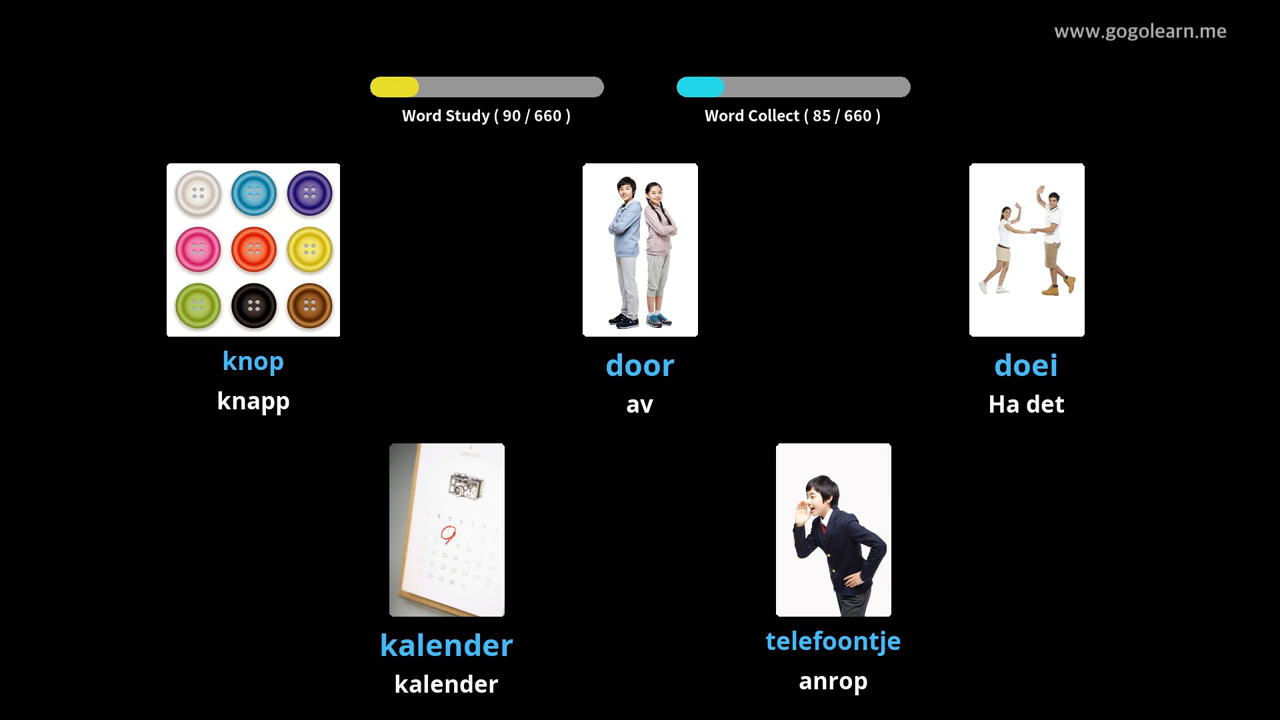 www.gogolearn.me
Word Study ( 90 / 660 )
Word Collect ( 85 / 660 )
knop
knapp
door
av
doei
Ha det
kalender
kalender
telefoontje
anrop